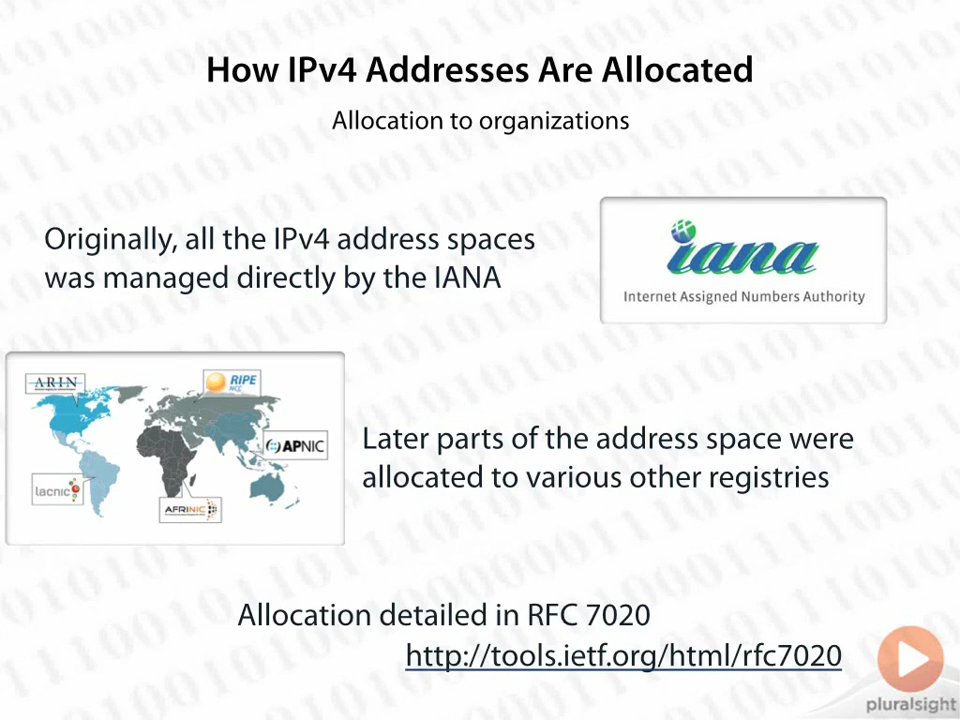 How IPv4 Addresses Are Allocated
Allocation to organizations
Originally, all the IPv4 address spaces
was managed directly by the IANA
iana
Internet Assigned Numbers Authority
ARIN
RIPE
NCC
APNIC
lacnic
AFRINIC
Later parts of the address space were
allocated to various other registries
Allocation detailed in RFC 7020
http://tools.ietf.org/html/rfc7020
pluralsight